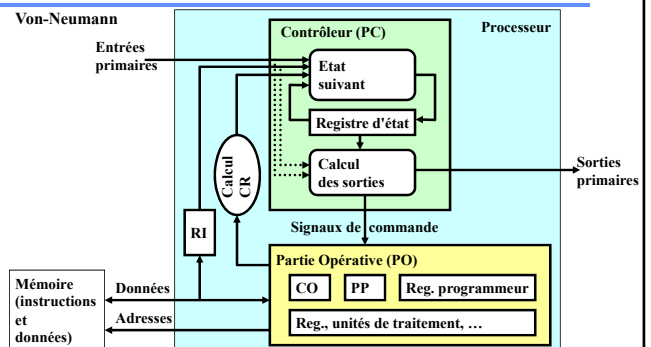 Von-Neumann
Contrôleur (PC)
Processeur
Entrées
primaires
Etat
suivant
Registre d'état
Calcul
des sorties
Sorties
primaires
Calcul
CR
RI
Signaux de commande
Partie Opérative (PO)
CO
PP
Reg. programmeur
Reg., unités de traitement, …
Mémoire
(instructions
et
données)
Données
Adresses